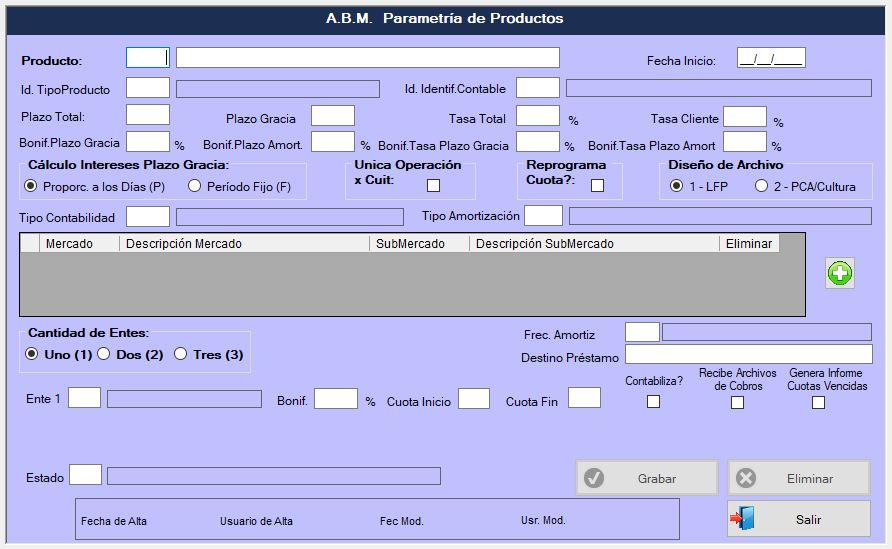 A.B.M.  Parametría de Productos
Producto:
Fecha Inicio: __/__/____
Id. TipoProducto
Id. Identif.Contable
Plazo Total:
Plazo Gracia
Tasa Total %
Tasa Cliente %
Bonif.Plazo Gracia %
Bonif.Plazo Amort. %
Bonif.Tasa Plazo Gracia %
Bonif.Tasa Plazo Amort %
Cálculo Intereses Plazo Gracia:
Proporc. a los Días (P) Período Fijo (F)
Unica Operación
x Cuit:
Reprograma
Cuota?:
Diseño de Archivo
1 - LFP 2 - PCA/Cultura
Tipo Contabilidad
Tipo Amortización
Mercado Descripción Mercado SubMercado Descripción SubMercado Eliminar
Cantidad de Entes:
Uno (1) Dos (2) Tres (3)
Frec. Amortiz
Destino Préstamo
Contabiliza?
Recibe Archivos
de Cobros
Genera Informe
Cuotas Vencidas
Ente 1
Bonif. %
Cuota Inicio
Cuota Fin
Estado
Grabar
Eliminar
Fecha de Alta Usuario de Alta Fec Mod. Usr. Mod.
Salir